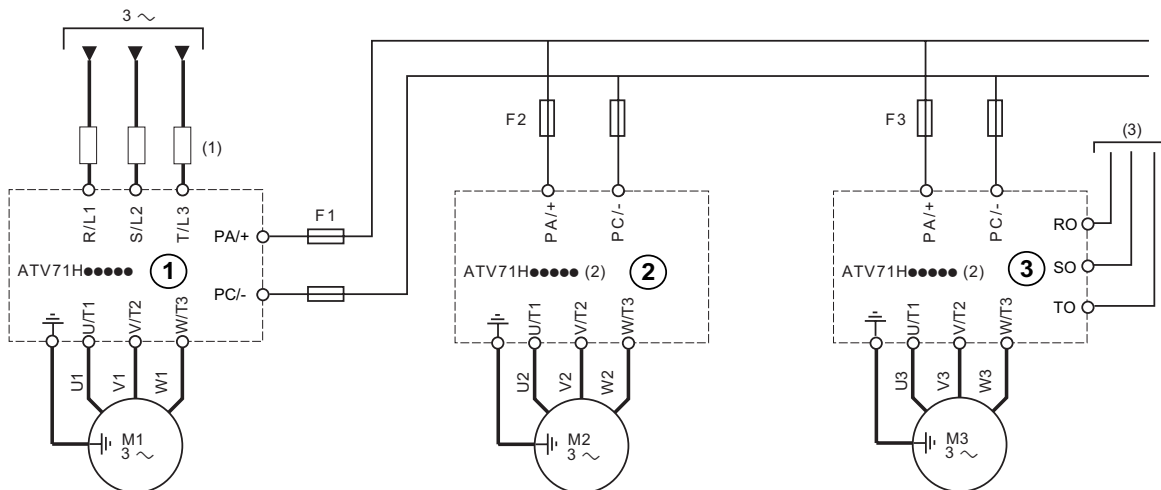 3 ~
(1)
R/L1
S/L2
T/L3
PA/+
PC/-
F1
ATV71H●●●●●
1
U/T1
V/T2
W/T3
U1
V1
W1
M1
3 ~
F2
PA/+
PC/-
ATV71H●●●●● (2)
2
U/T1
V/T2
W/T3
U2
V2
W2
M2
3 ~
F3
(3)
PA/+
PC/-
RO
SO
TO
ATV71H●●●●● (2)
3
U/T1
V/T2
W/T3
U3
V3
W3
M3
3 ~